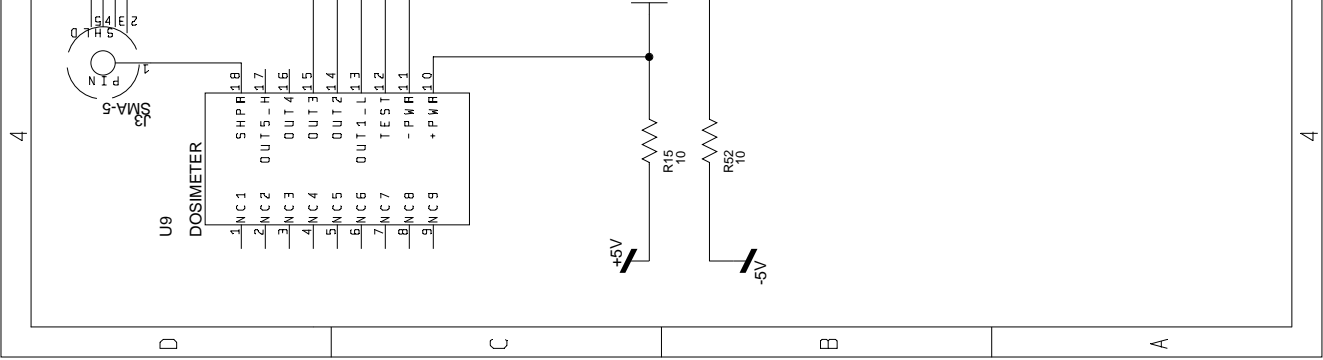 2 3 4 5
SHLD
PIN
1
J3
SMA-5
4
4
18 17 16 15 14 13 12 11 10
SHPR OUT5_H OUT4 OUT3 OUT2 OUT1_L TEST -PWR +PWR
NC1 NC2 NC3 NC4 NC5 NC6 NC7 NC8 NC9
1 2 3 4 5 6 7 8 9
U9
DOSIMETER
R15
10
R52
10
+5V
-5V
D C B A